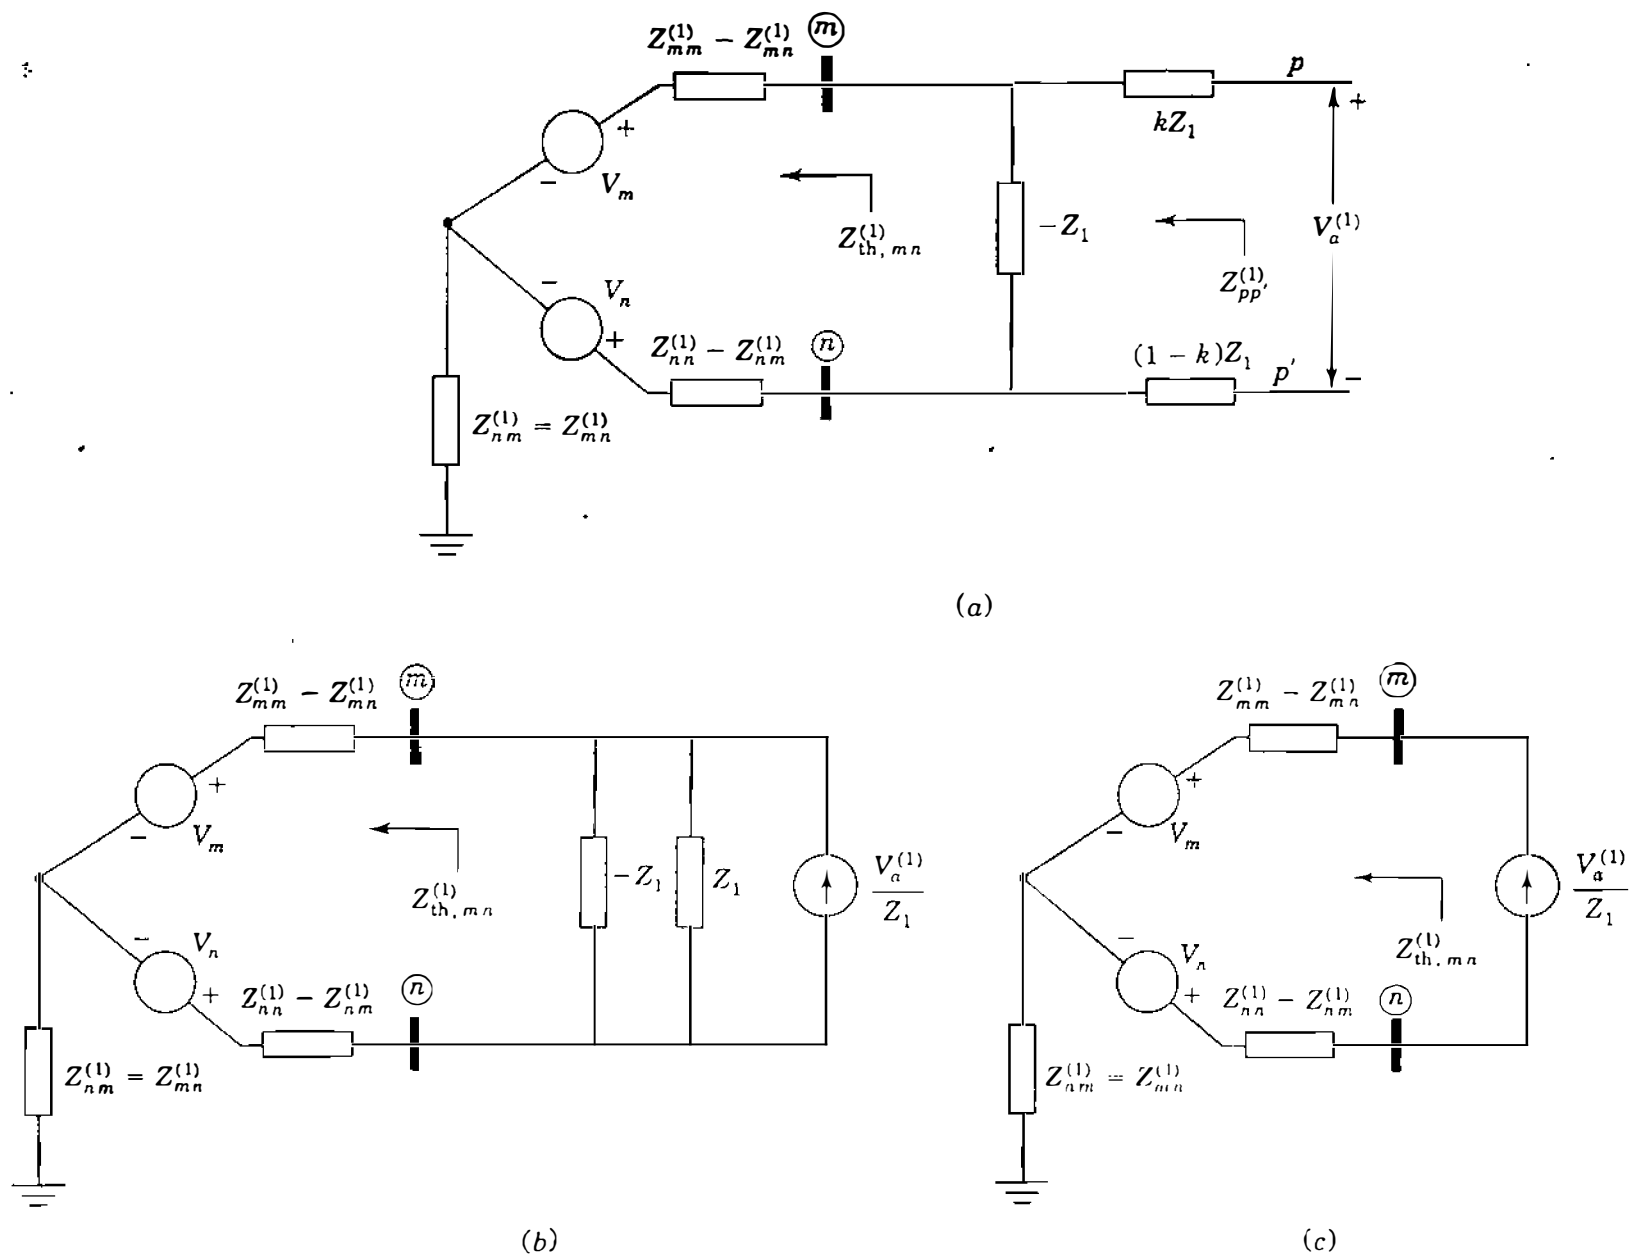 Z_{mm}^{(1)} − Z_{mn}^{(1)}
m
p
+
kZ_1
+
−
V_m
Z_{th, mn}^{(1)}
−Z_1
Z_{pp'}^{(1)}
V_a^{(1)}
−
V_n
+
Z_{nn}^{(1)} − Z_{nm}^{(1)}
n
(1 − k)Z_1
p'
−
Z_{nm}^{(1)} = Z_{mn}^{(1)}
(a)
Z_{mm}^{(1)} − Z_{mn}^{(1)}
m
+
−
V_m
Z_{th, mn}^{(1)}
−Z_1
Z_1
V_a^{(1)}
Z_1
−
V_n
+
Z_{nn}^{(1)} − Z_{nm}^{(1)}
n
Z_{nm}^{(1)} = Z_{mn}^{(1)}
(b)
Z_{mm}^{(1)} − Z_{mn}^{(1)}
m
+
−
V_m
Z_{th, mn}^{(1)}
V_a^{(1)}
Z_1
−
V_n
+
Z_{nn}^{(1)} − Z_{nm}^{(1)}
n
Z_{nm}^{(1)} = Z_{mn}^{(1)}
(c)